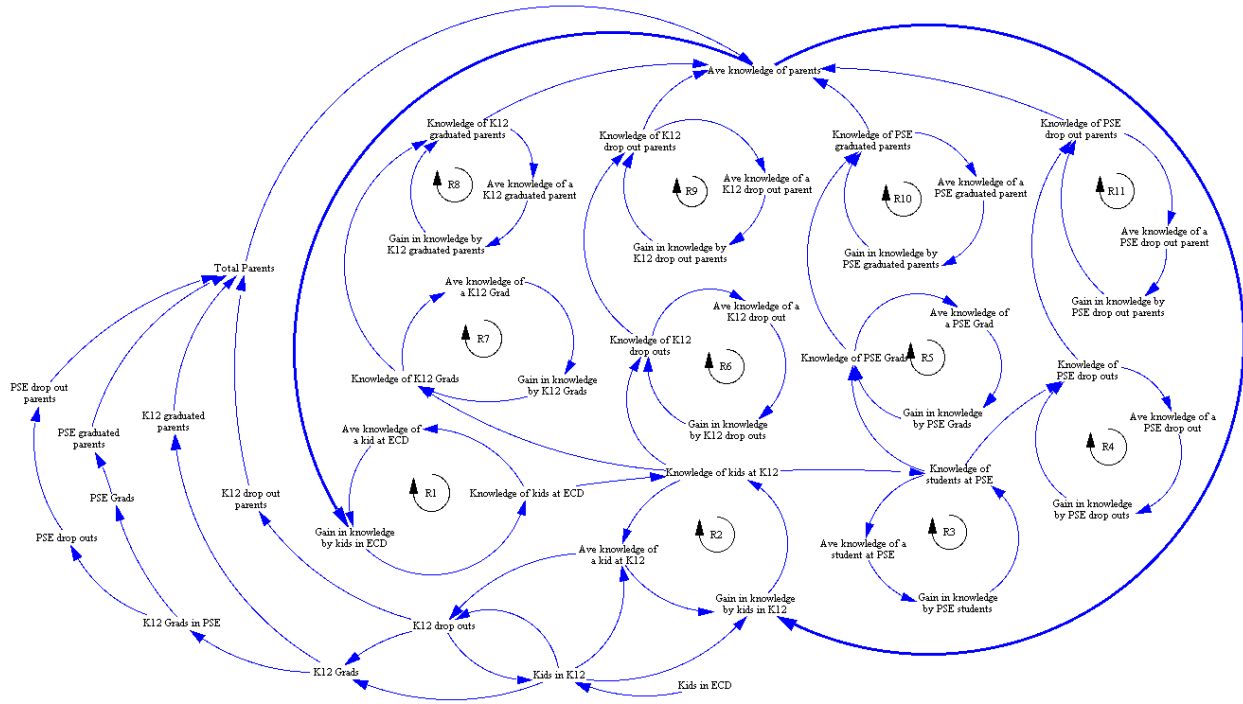 Ave knowledge of parents
Knowledge of K12
graduated parents
R8
Ave knowledge of a
K12 graduated parent
Gain in knowledge by
K12 graduated parents
Knowledge of K12
drop out parents
R9
Ave knowledge of a
K12 drop out parent
Gain in knowledge by
K12 drop out parents
Knowledge of PSE
graduated parents
R10
Ave knowledge of a
PSE graduated parent
Gain in knowledge by
PSE graduated parents
Knowledge of PSE
drop out parents
R11
Ave knowledge of a
PSE drop out parent
Gain in knowledge by
PSE drop out parents
Total Parents
Ave knowledge of
a K12 Grad
R7
Knowledge of K12 Grads
Gain in knowledge
by K12 Grads
Ave knowledge of a
K12 drop out
Knowledge of K12
drop outs
R6
Gain in knowledge
by K12 drop outs
Ave knowledge of
a PSE Grad
Knowledge of PSE Grads
R5
Gain in knowledge
by PSE Grads
Knowledge of
PSE drop outs
Ave knowledge of a
PSE drop out
R4
Gain in knowledge
by PSE drop outs
PSE drop out
parents
PSE graduated
parents
K12 graduated
parents
K12 drop out
parents
PSE Grads
PSE drop outs
Ave knowledge of
a kid at ECD
R1
Knowledge of kids at ECD
Gain in knowledge
by kids in ECD
Knowledge of kids at K12
R2
Ave knowledge of
a kid at K12
Gain in knowledge
by kids in K12
Knowledge of
students at PSE
R3
Ave knowledge of a
student at PSE
Gain in knowledge
by PSE students
K12 Grads in PSE
K12 drop outs
K12 Grads
Kids in K12
Kids in ECD